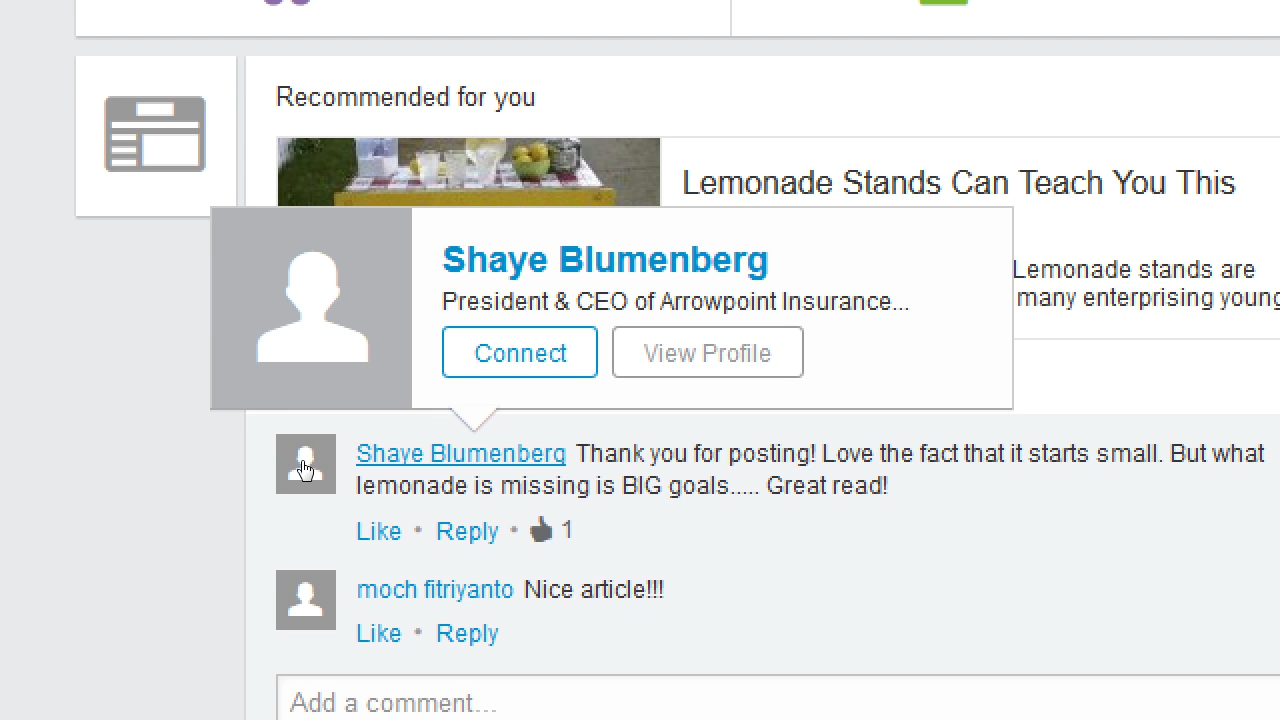 Recommended for you
Lemonade Stands Can Teach You This
Shaye Blumenberg
President & CEO of Arrowpoint Insurance...
Connect
View Profile
Lemonade stands are
many enterprising young
Shaye Blumenberg Thank you for posting! Love the fact that it starts small. But what
lemonade is missing is BIG goals..... Great read!
Like • Reply • 1
moch fitriyanto Nice article!!!
Like • Reply
Add a comment...